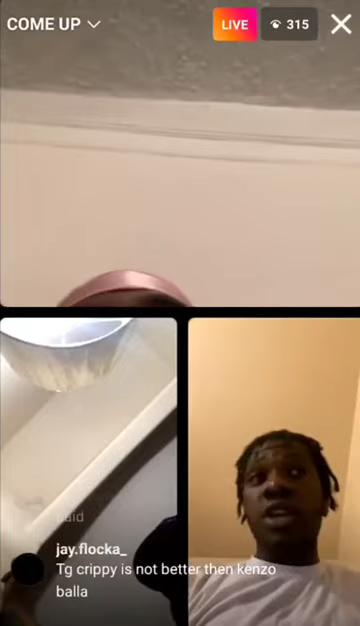 COME UP
LIVE
315
jay.flocka_
Tg crippy is not better then kenzo
balla